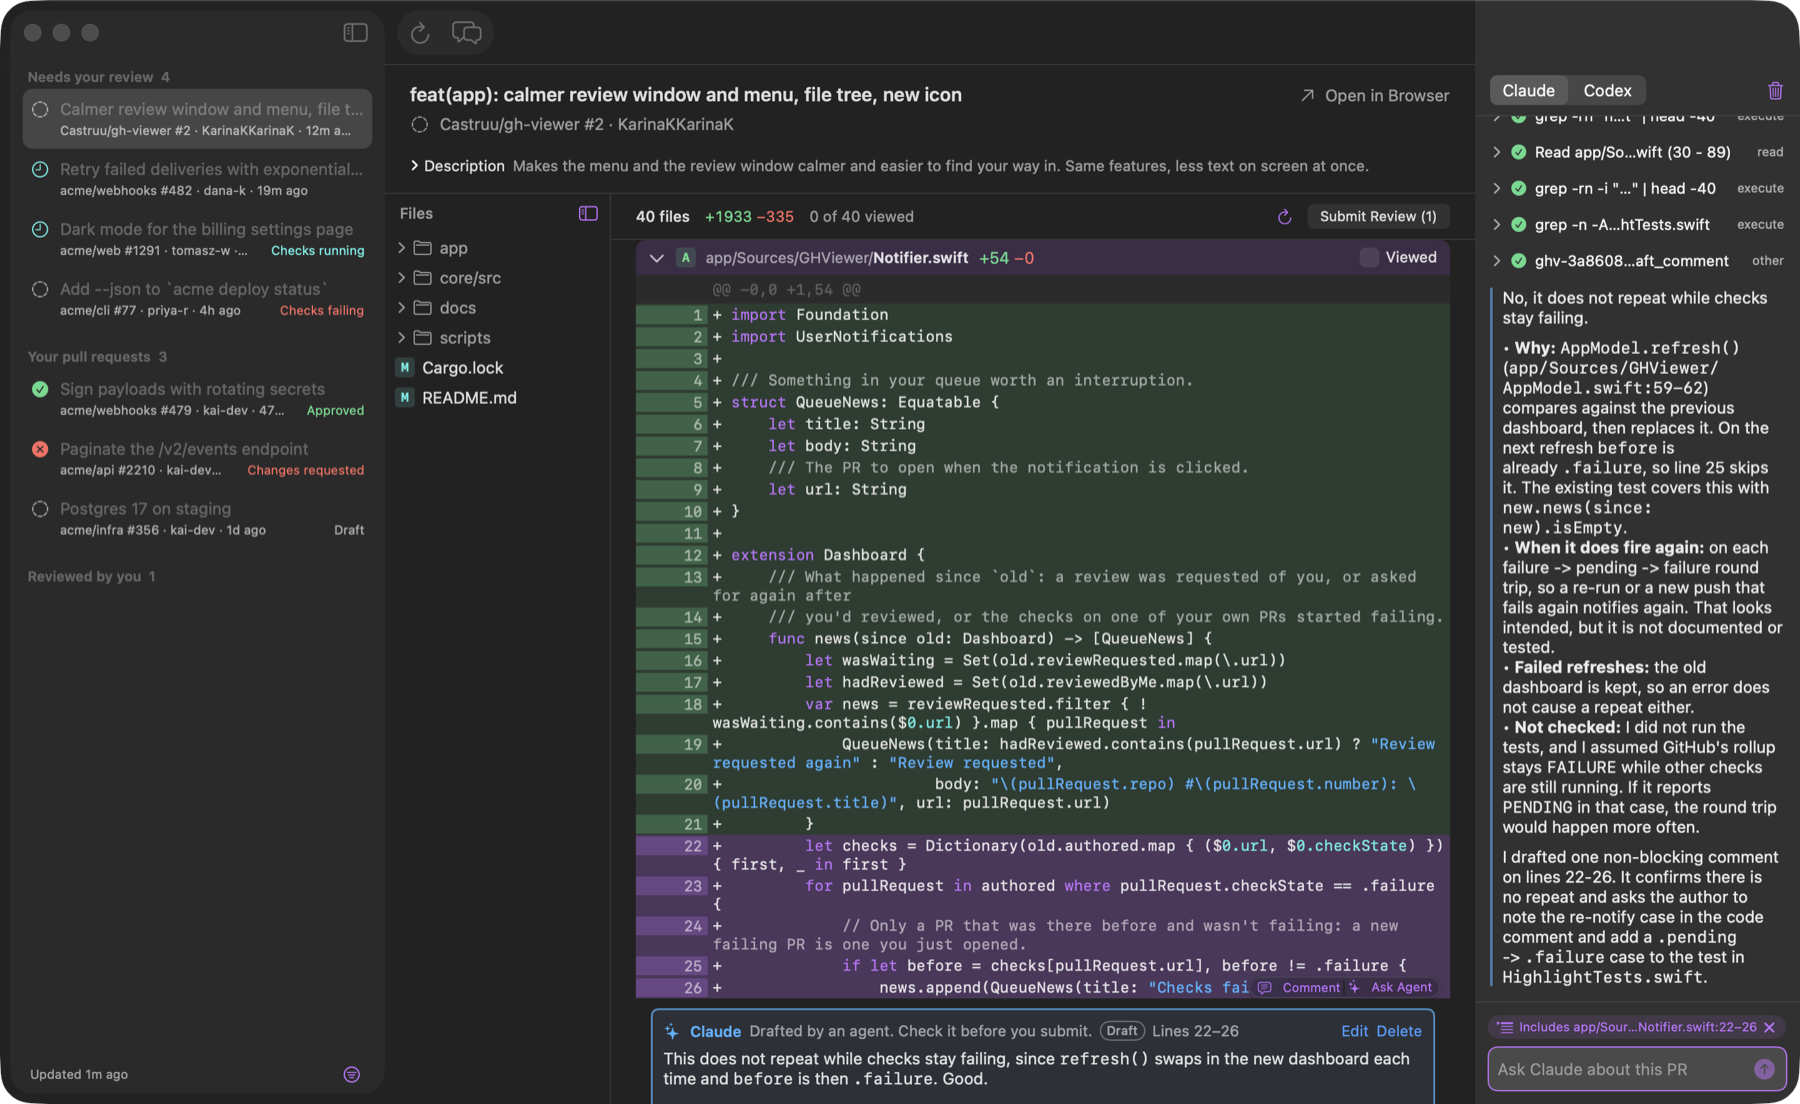 Needs your review 4
Calmer review window and menu, file t...
Castruu/gh-viewer #2 · KarinaKKarinaK · 12m a...
Retry failed deliveries with exponential...
acme/webhooks #482 · dana-k · 19m ago
Dark mode for the billing settings page
acme/web #1291 · tomasz-w ·... Checks running
Add --json to `acme deploy status`
acme/cli #77 · priya-r · 4h ago Checks failing
Your pull requests 3
Sign payloads with rotating secrets
acme/webhooks #479 · kai-dev · 47... Approved
Paginate the /v2/events endpoint
acme/api #2210 · kai-dev... Changes requested
Postgres 17 on staging
acme/infra #356 · kai-dev · 1d ago Draft
Reviewed by you 1
Updated 1m ago
feat(app): calmer review window and menu, file tree, new icon
Open in Browser
Castruu/gh-viewer #2 · KarinaKKarinaK
Description Makes the menu and the review window calmer and easier to find your way in. Same features, less text on screen at once.
Files
app
core/src
docs
scripts
M Cargo.lock
M README.md
40 files +1933 −335 0 of 40 viewed
Submit Review (1)
A app/Sources/GHViewer/Notifier.swift +54 −0 Viewed
@@ -0,0 +1,54 @@
1 + import Foundation
2 + import UserNotifications
3 +
4 + /// Something in your queue worth an interruption.
5 + struct QueueNews: Equatable {
6 + let title: String
7 + let body: String
8 + /// The PR to open when the notification is clicked.
9 + let url: String
10 + }
11 +
12 + extension Dashboard {
13 + /// What happened since `old`: a review was requested of you, or asked
for again after
14 + /// you'd reviewed, or the checks on one of your own PRs started failing.
15 + func news(since old: Dashboard) -> [QueueNews] {
16 + let wasWaiting = Set(old.reviewRequested.map(\.url))
17 + let hadReviewed = Set(old.reviewedByMe.map(\.url))
18 + var news = reviewRequested.filter { !
wasWaiting.contains($0.url) }.map { pullRequest in
19 + QueueNews(title: hadReviewed.contains(pullRequest.url) ? "Review
requested again" : "Review requested",
20 + body: "\(pullRequest.repo) #\(pullRequest.number): \
(pullRequest.title)", url: pullRequest.url)
21 + }
22 + let checks = Dictionary(old.authored.map { ($0.url, $0.checkState) })
{ first, _ in first }
23 + for pullRequest in authored where pullRequest.checkState == .failure
{
24 + // Only a PR that was there before and wasn't failing: a new
failing PR is one you just opened.
25 + if let before = checks[pullRequest.url], before != .failure {
26 + news.append(QueueNews(title: "Checks fai Comment Ask Agent
Claude Drafted by an agent. Check it before you submit. Draft Lines 22–26 Edit Delete
This does not repeat while checks stay failing, since refresh() swaps in the new dashboard each
time and before is then .failure. Good.
Claude Codex
grep -rn "n...t" | head -40 execute
Read app/So...wift (30 - 89) read
grep -rn -i "..." | head -40 execute
grep -n -A...htTests.swift execute
ghv-3a8608...aft_comment other
No, it does not repeat while checks
stay failing.
• Why: AppModel.refresh()
(app/Sources/GHViewer/
AppModel.swift:59–62)
compares against the previous
dashboard, then replaces it. On the
next refresh before is
already .failure, so line 25 skips
it. The existing test covers this with
new.news(since:
new).isEmpty.
• When it does fire again: on each
failure -> pending -> failure round
trip, so a re-run or a new push that
fails again notifies again. That looks
intended, but it is not documented or
tested.
• Failed refreshes: the old
dashboard is kept, so an error does
not cause a repeat either.
• Not checked: I did not run the
tests, and I assumed GitHub's rollup
stays FAILURE while other checks
are still running. If it reports
PENDING in that case, the round trip
would happen more often.
I drafted one non-blocking comment
on lines 22-26. It confirms there is
no repeat and asks the author to
note the re-notify case in the code
comment and add a .pending
-> .failure case to the test in
HighlightTests.swift.
Includes app/Sour...Notifier.swift:22–26
Ask Claude about this PR